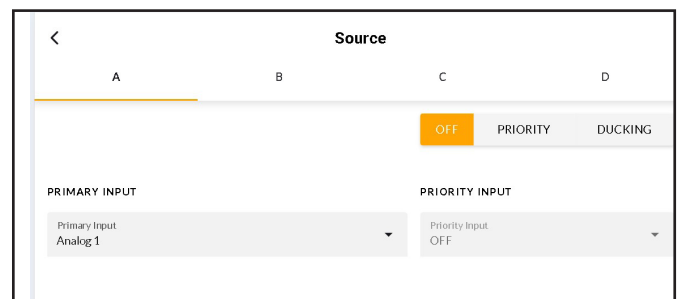 Source
A B C D
OFF PRIORITY DUCKING
PRIMARY INPUT PRIORITY INPUT
Primary Input Priority Input
Analog 1 OFF